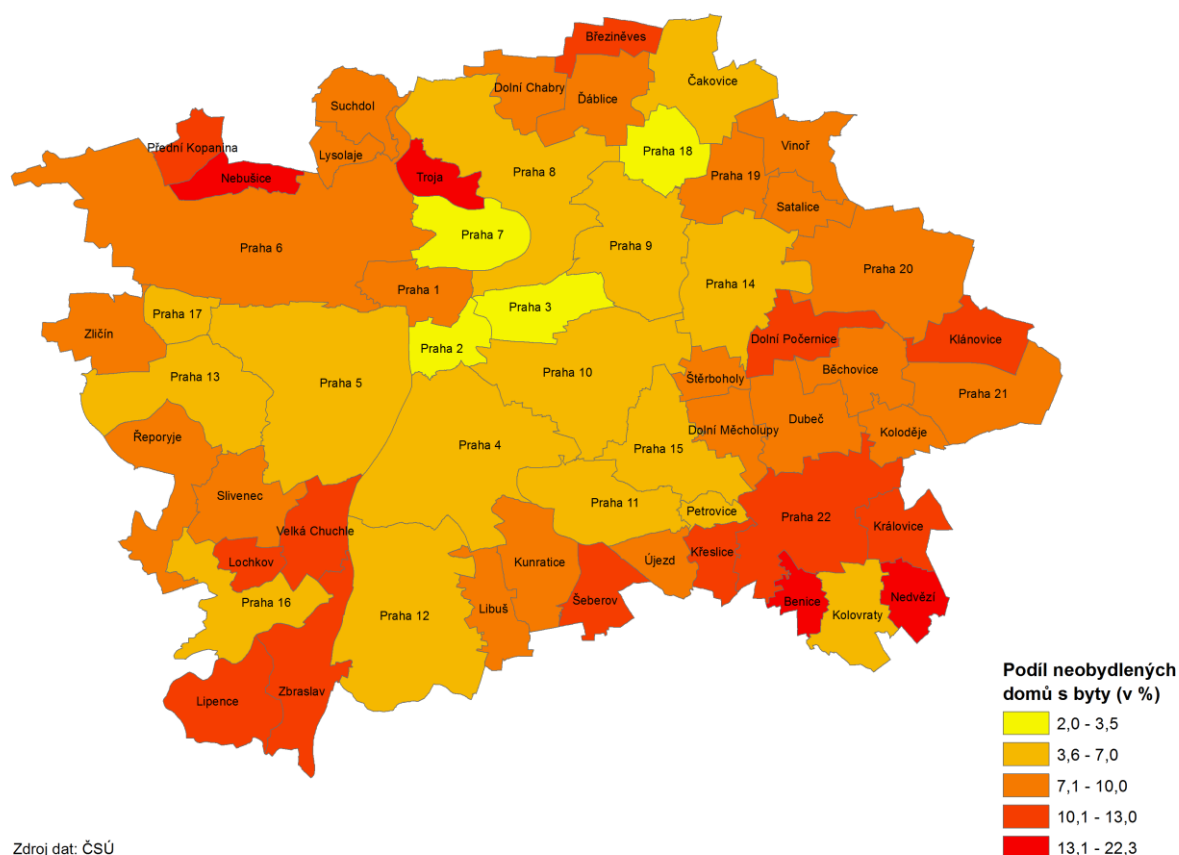 Březiněves
Čakovice
Dolní Chabry
Ďáblice
Suchdol
Přední Kopanina
Lysolaje
Praha 18
Vinoř
Nebušice
Troja
Praha 8
Praha 19
Satalice
Praha 7
Praha 6
Praha 9
Praha 20
Praha 1
Praha 14
Praha 3
Praha 17
Zličín
Praha 2
Dolní Počernice
Klánovice
Praha 13
Praha 5
Praha 10
Štěrboholy
Běchovice
Praha 21
Řeporyje
Praha 4
Dolní Měcholupy
Dubeč
Koloděje
Praha 15
Slivenec
Praha 11
Petrovice
Praha 22
Královice
Velká Chuchle
Křeslice
Lochkov
Kunratice
Újezd
Praha 16
Praha 12
Libuš
Šeberov
Benice
Kolovraty
Nedvězí
Lipence
Zbraslav
Podíl neobydlených
domů s byty (v %)
2,0 - 3,5
3,6 - 7,0
7,1 - 10,0
10,1 - 13,0
13,1 - 22,3
Zdroj dat: ČSÚ